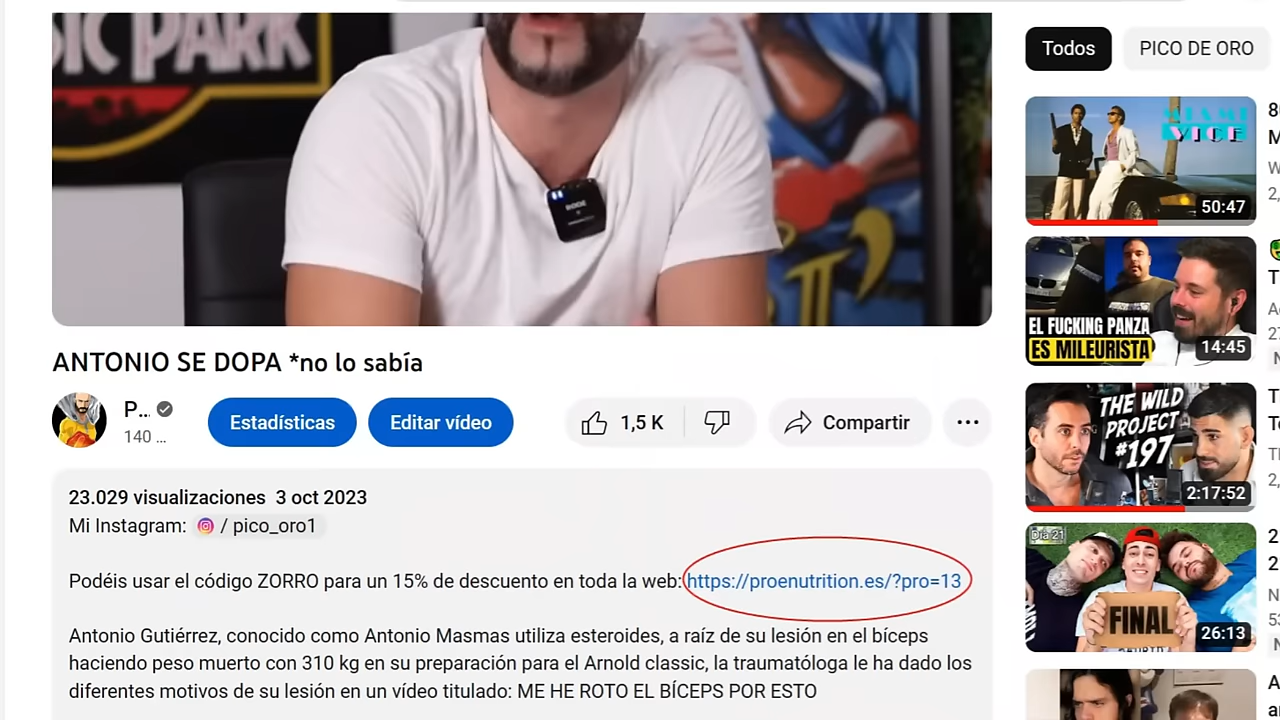 SIC PARK
RODE
ANTONIO SE DOPA *no lo sabía
P...
140 ...
Estadísticas
Editar vídeo
1,5 K
Compartir
23.029 visualizaciones 3 oct 2023
Mi Instagram: / pico_oro1
Podéis usar el código ZORRO para un 15% de descuento en toda la web: https://proenutrition.es/?pro=13
Antonio Gutiérrez, conocido como Antonio Masmas utiliza esteroides, a raíz de su lesión en el bíceps
haciendo peso muerto con 310 kg en su preparación para el Arnold classic, la traumatóloga le ha dado los
diferentes motivos de su lesión en un vídeo titulado: ME HE ROTO EL BÍCEPS POR ESTO
Todos
PICO DE ORO
MIAMI
VICE
50:47
EL FUCKING PANZA
ES MILEURISTA
14:45
THE WILD
PROJECT
#197
2:17:52
Día 21
FINAL
26:13